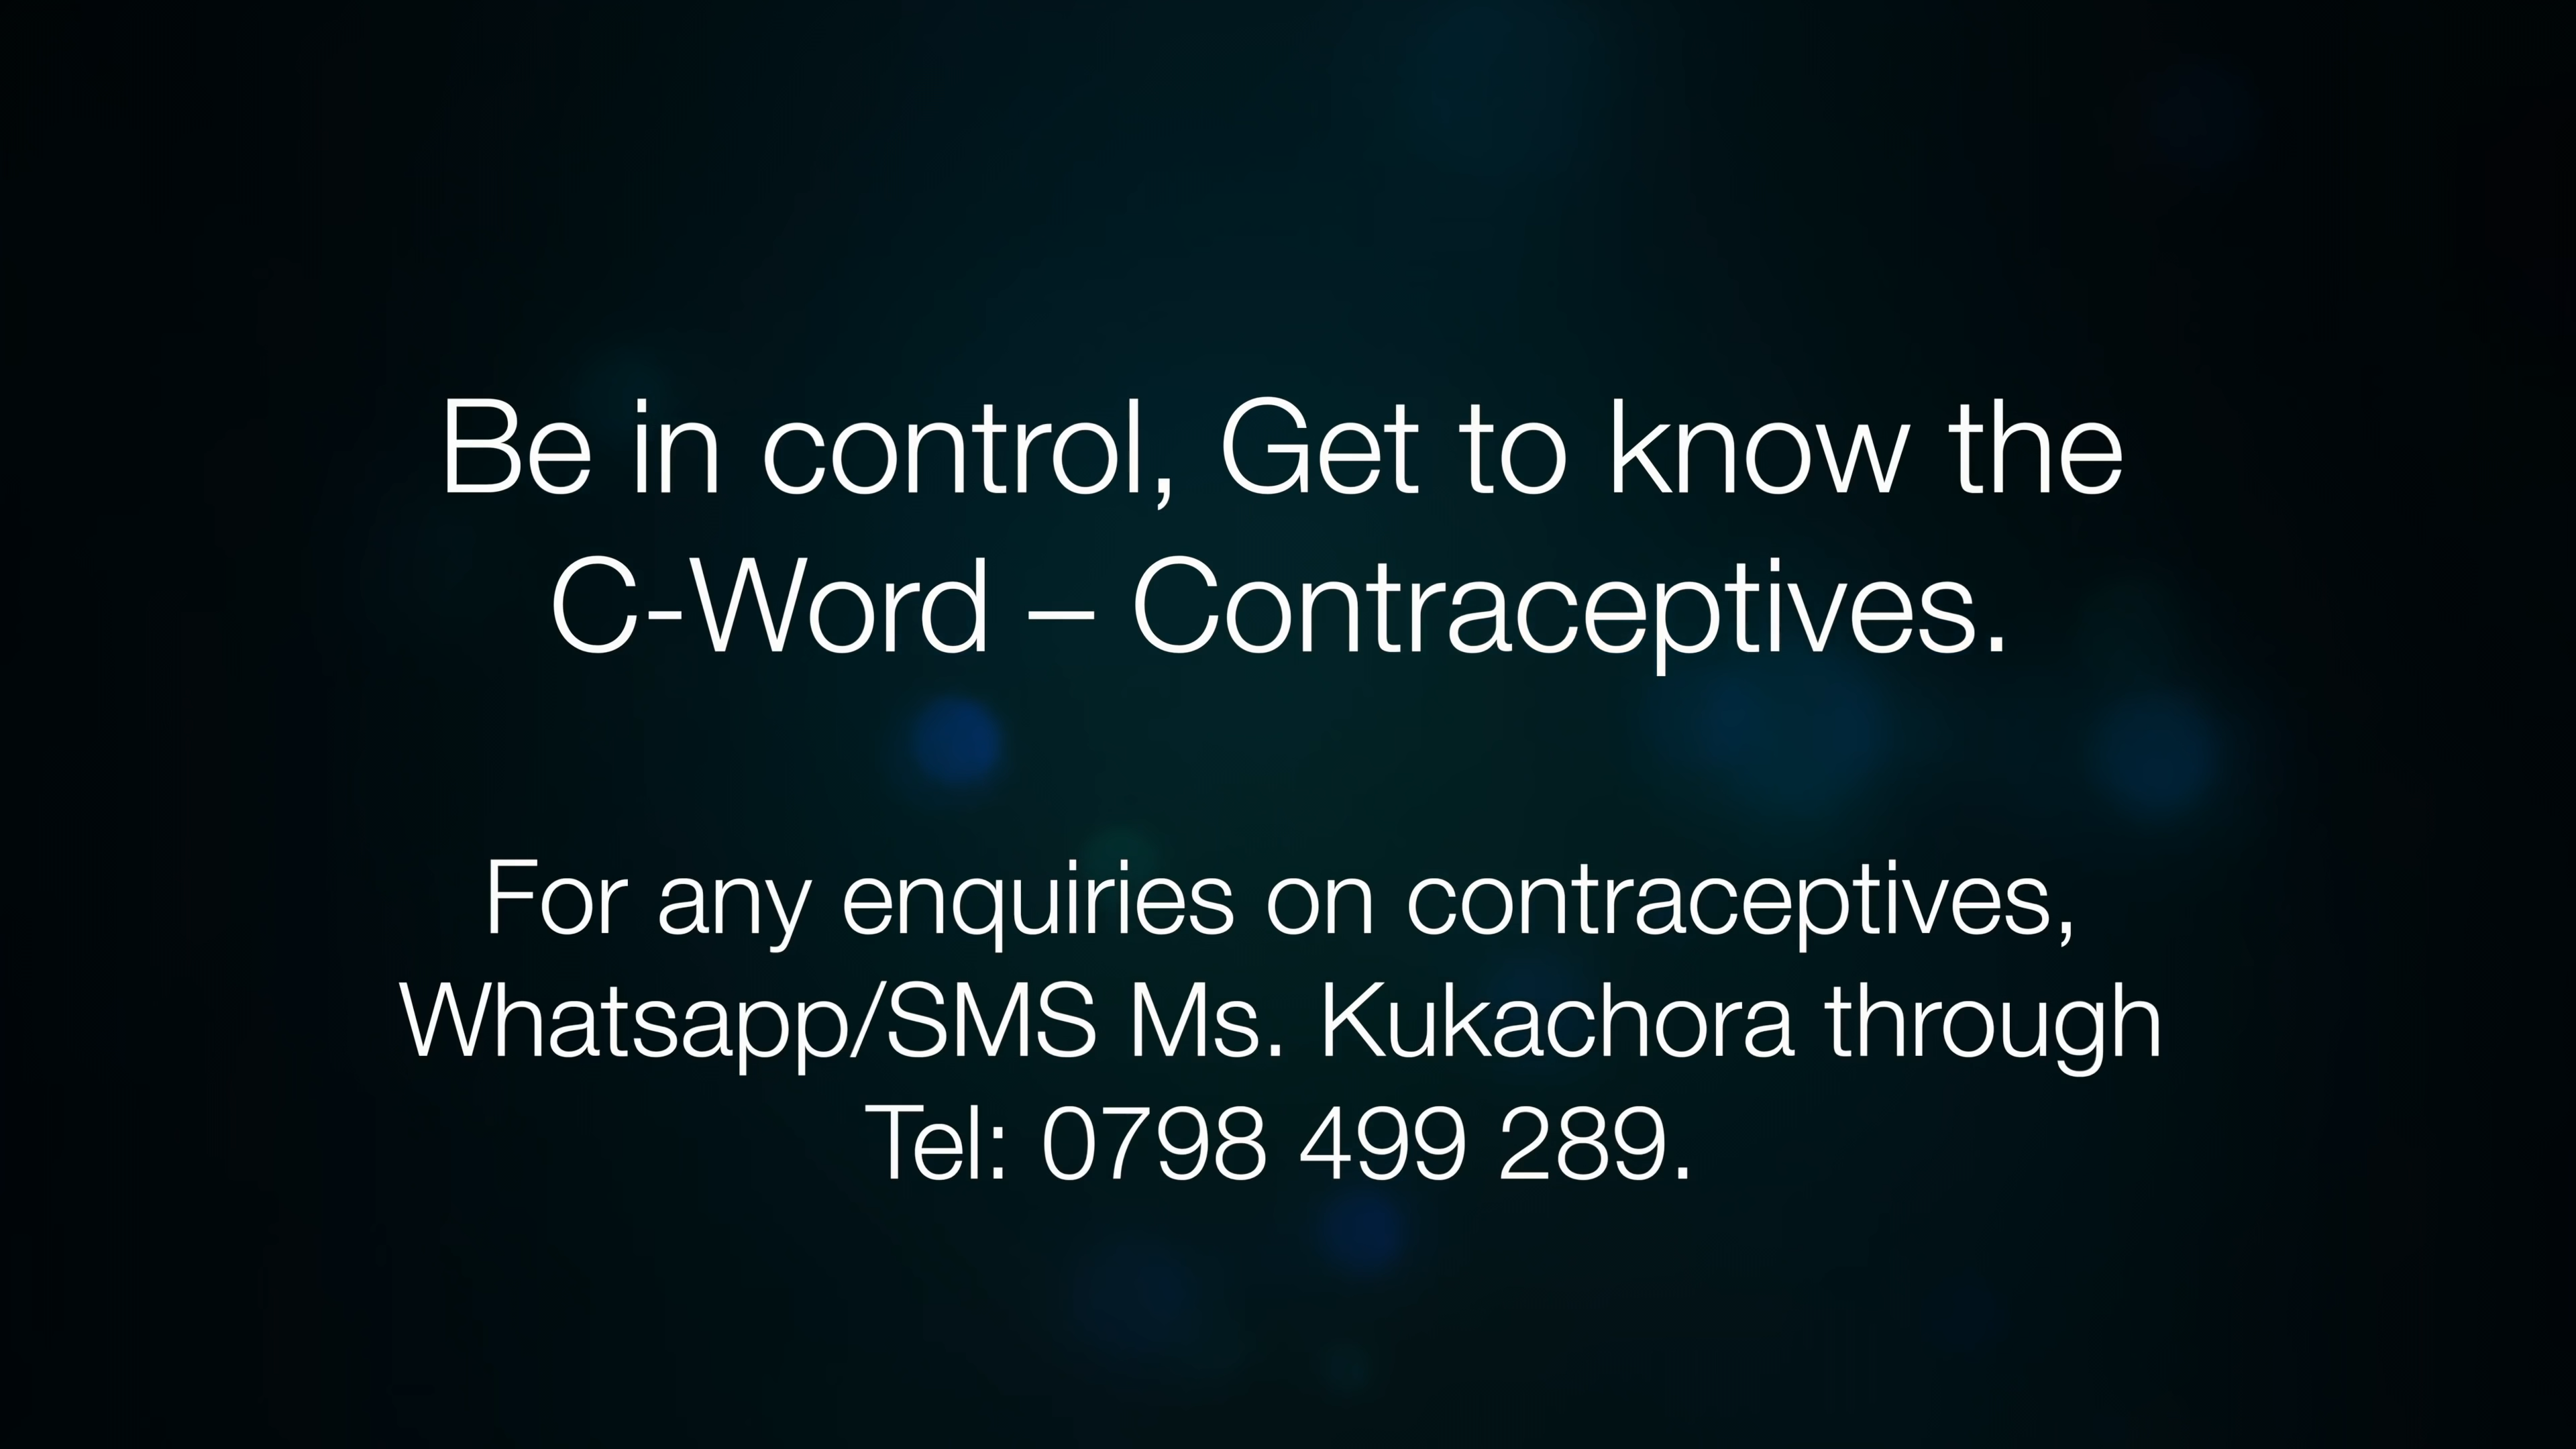 Be in control, Get to know the
C-Word – Contraceptives.
For any enquiries on contraceptives,
Whatsapp/SMS Ms. Kukachora through
Tel: 0798 499 289.